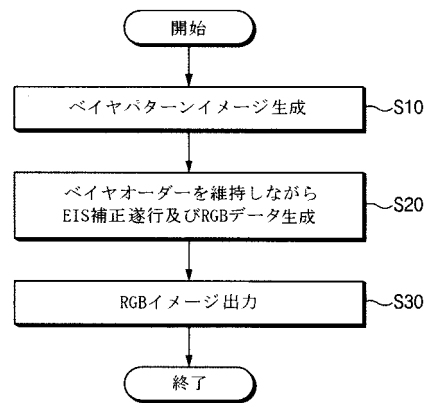 開始
ベイヤパターンイメージ生成
S10
ベイヤオーダーを維持しながら
EIS補正遂行及びRGBデータ生成
S20
RGBイメージ出力
S30
終了